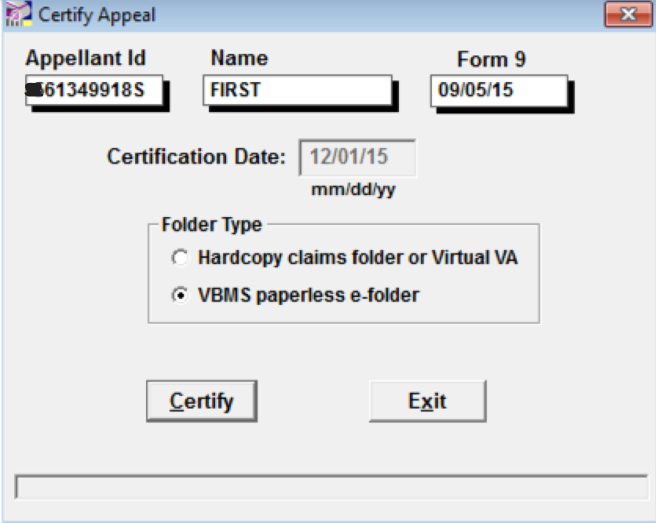 Certify Appeal
Appellant Id Name Form 9
61349918S FIRST 09/05/15
Certification Date: 12/01/15
mm/dd/yy
Folder Type
Hardcopy claims folder or Virtual VA
VBMS paperless e-folder
Certify Exit